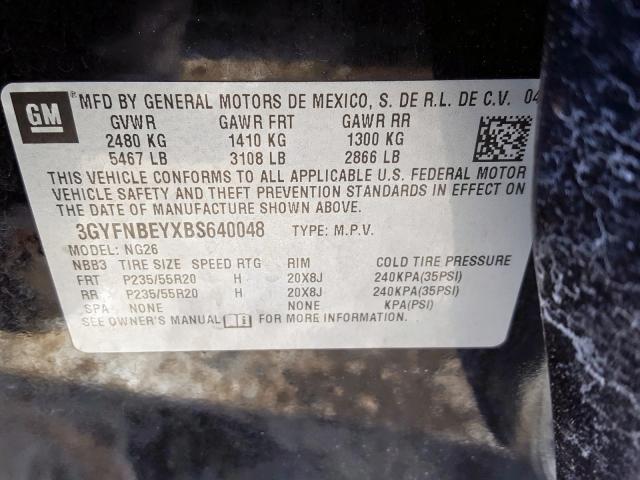 GM ® MFD BY GENERAL MOTORS DE MEXICO, S. DE R.L. DE C.V. 04
GVWR GAWR FRT GAWR RR
2480 KG 1410 KG 1300 KG
5467 LB 3108 LB 2866 LB
THIS VEHICLE CONFORMS TO ALL APPLICABLE U.S. FEDERAL MOTOR
VEHICLE SAFETY AND THEFT PREVENTION STANDARDS IN EFFECT ON
THE DATE OF MANUFACTURE SHOWN ABOVE.
3GYFNBEYXBS640048 TYPE: M.P.V.
MODEL: NG26
NBB3 TIRE SIZE SPEED RTG RIM COLD TIRE PRESSURE
FRT P235/55R20 H 20X8J 240KPA(35PSI)
RR P235/55R20 H 20X8J 240KPA(35PSI)
SPA NONE NONE KPA(PSI)
SEE OWNER'S MANUAL FOR MORE INFORMATION.